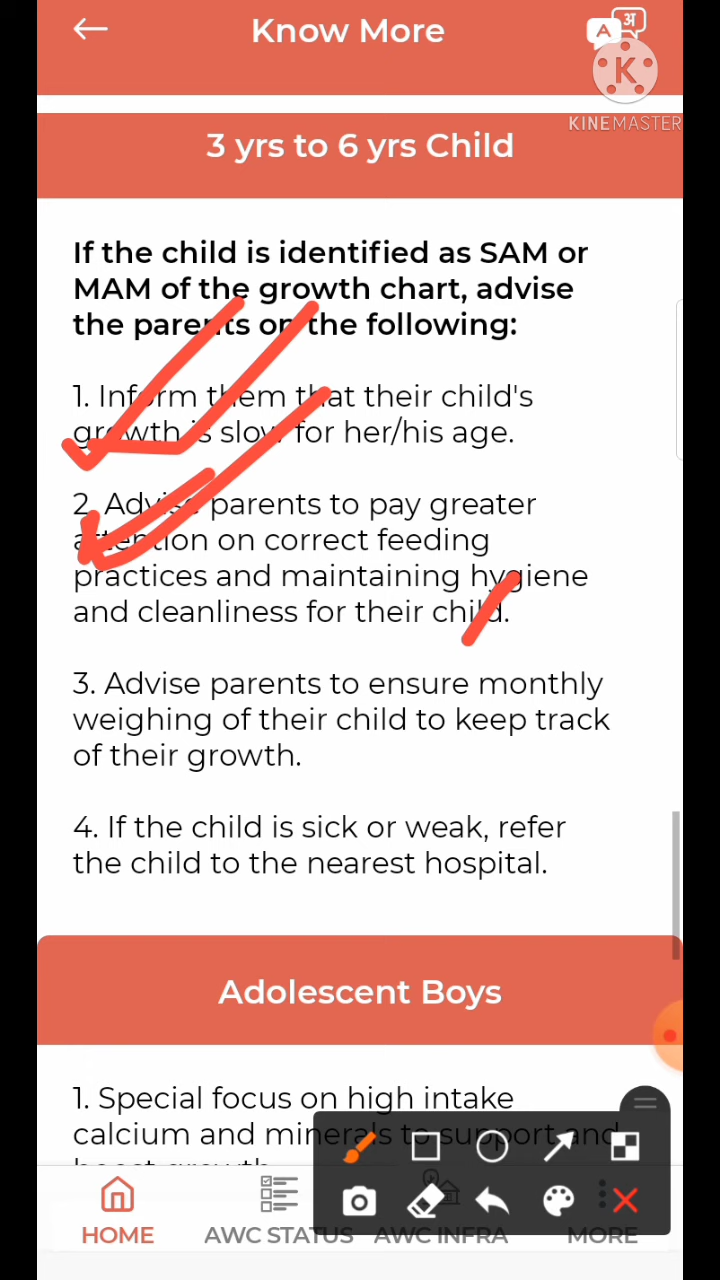 Know More
A अ
K
KINEMASTER
3 yrs to 6 yrs Child
If the child is identified as SAM or
MAM of the growth chart, advise
the parents on the following:
1. Inform them that their child's
growth is slow for her/his age.
2. Advise parents to pay greater
attention on correct feeding
practices and maintaining hygiene
and cleanliness for their child.
3. Advise parents to ensure monthly
weighing of their child to keep track
of their growth.
4. If the child is sick or weak, refer
the child to the nearest hospital.
Adolescent Boys
1. Special focus on high intake
calcium and minerals to support and
boost growth
HOME AWC STATUS AWC INFRA MORE